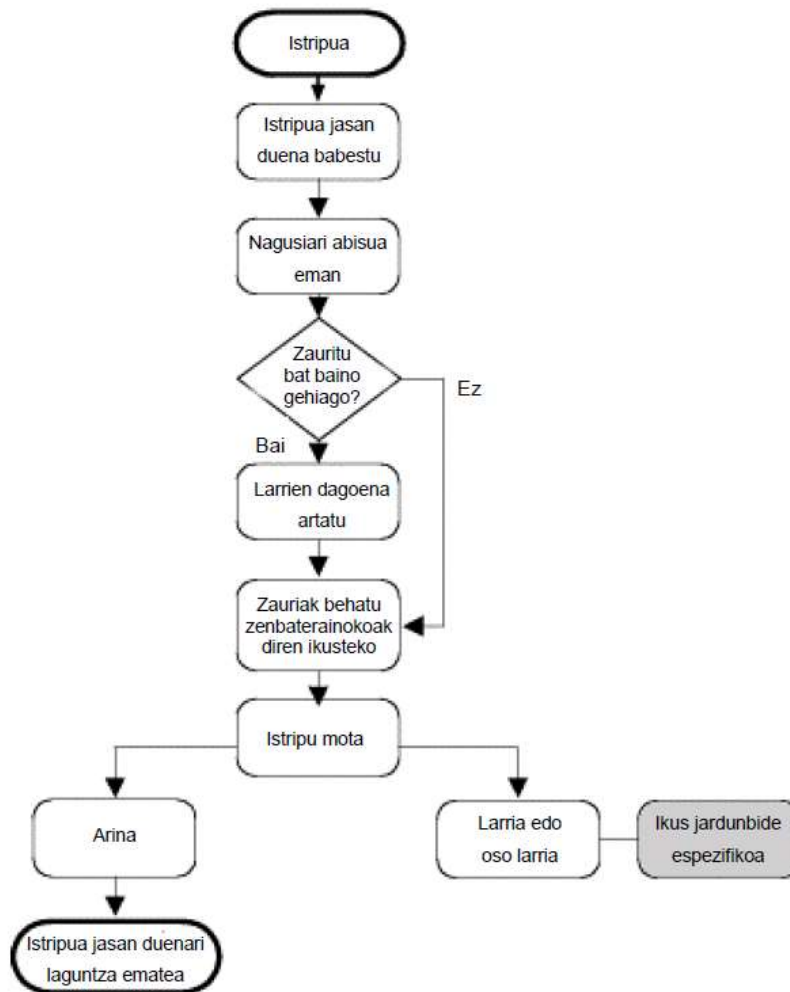 Istripua
Istripua jasan
duena babestu
Nagusiari abisua
eman
Zauritu
bat baino
gehiago?
Ez
Bai
Larrien dagoena
artatu
Zauriak behatu
zenbaterainokoak
diren ikusteko
Istripu mota
Arina
Larria edo
oso larria
Ikus jardunbide
espezifikoa
Istripua jasan duenari
laguntza ematea